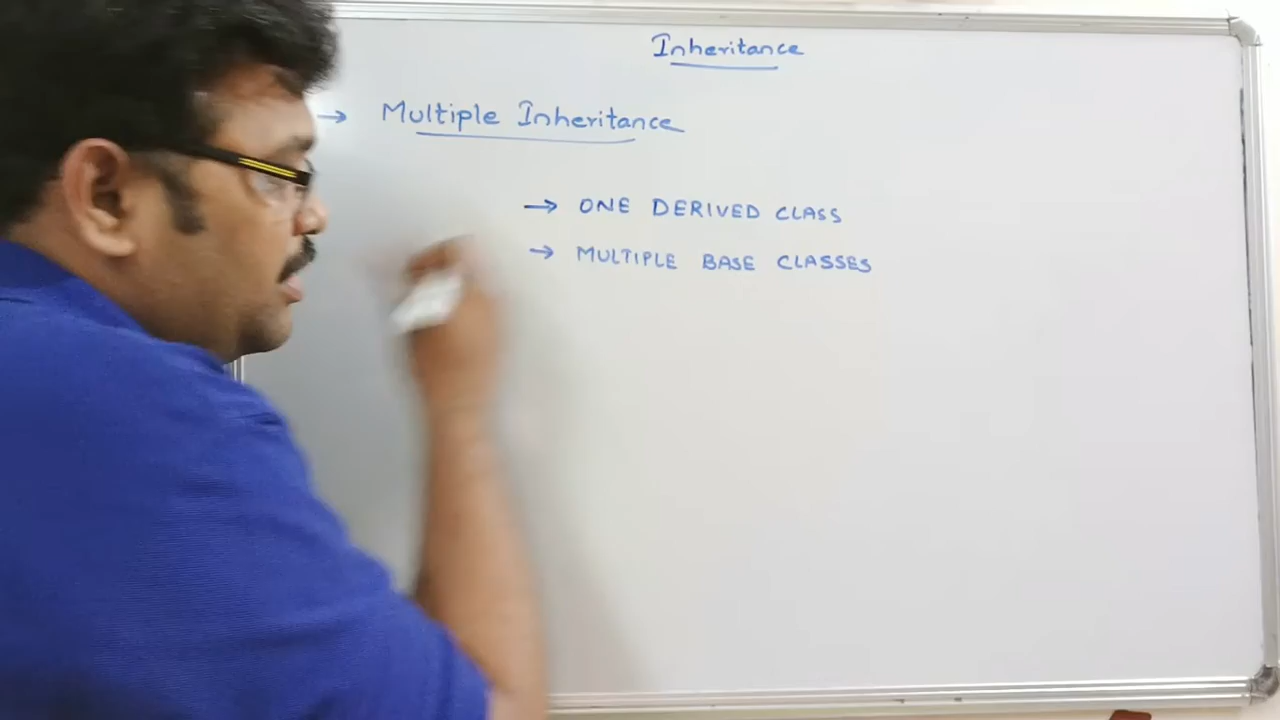 Inheritance
→ Multiple Inheritance
→ ONE DERIVED CLASS
→ MULTIPLE BASE CLASSES